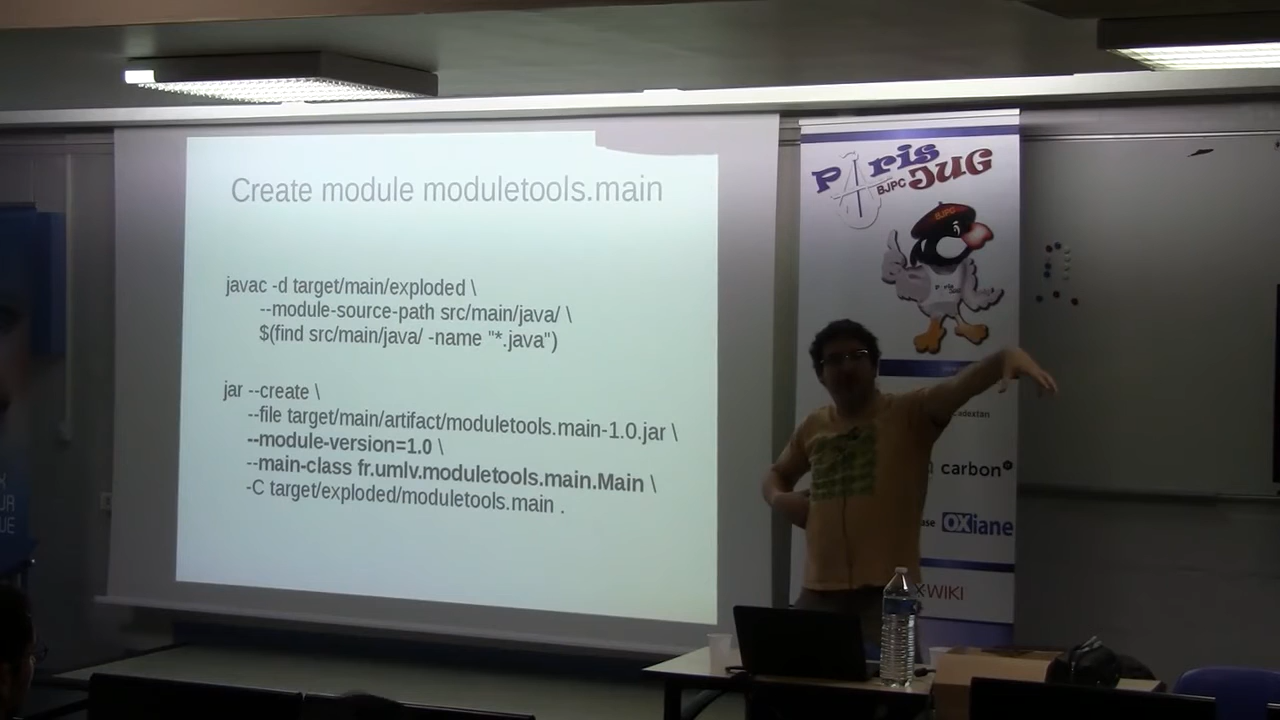 Create module moduletools.main
javac -d target/main/exploded \
--module-source-path src/main/java/ \
$(find src/main/java/ -name "*.java")
jar --create \
--file target/main/artifact/moduletools.main-1.0.jar \
--module-version=1.0 \
--main-class fr.umlv.moduletools.main.Main \
-C target/exploded/moduletools.main .
Paris
BJPC JUG
BJPC
carbon
OXiane
XWIKI